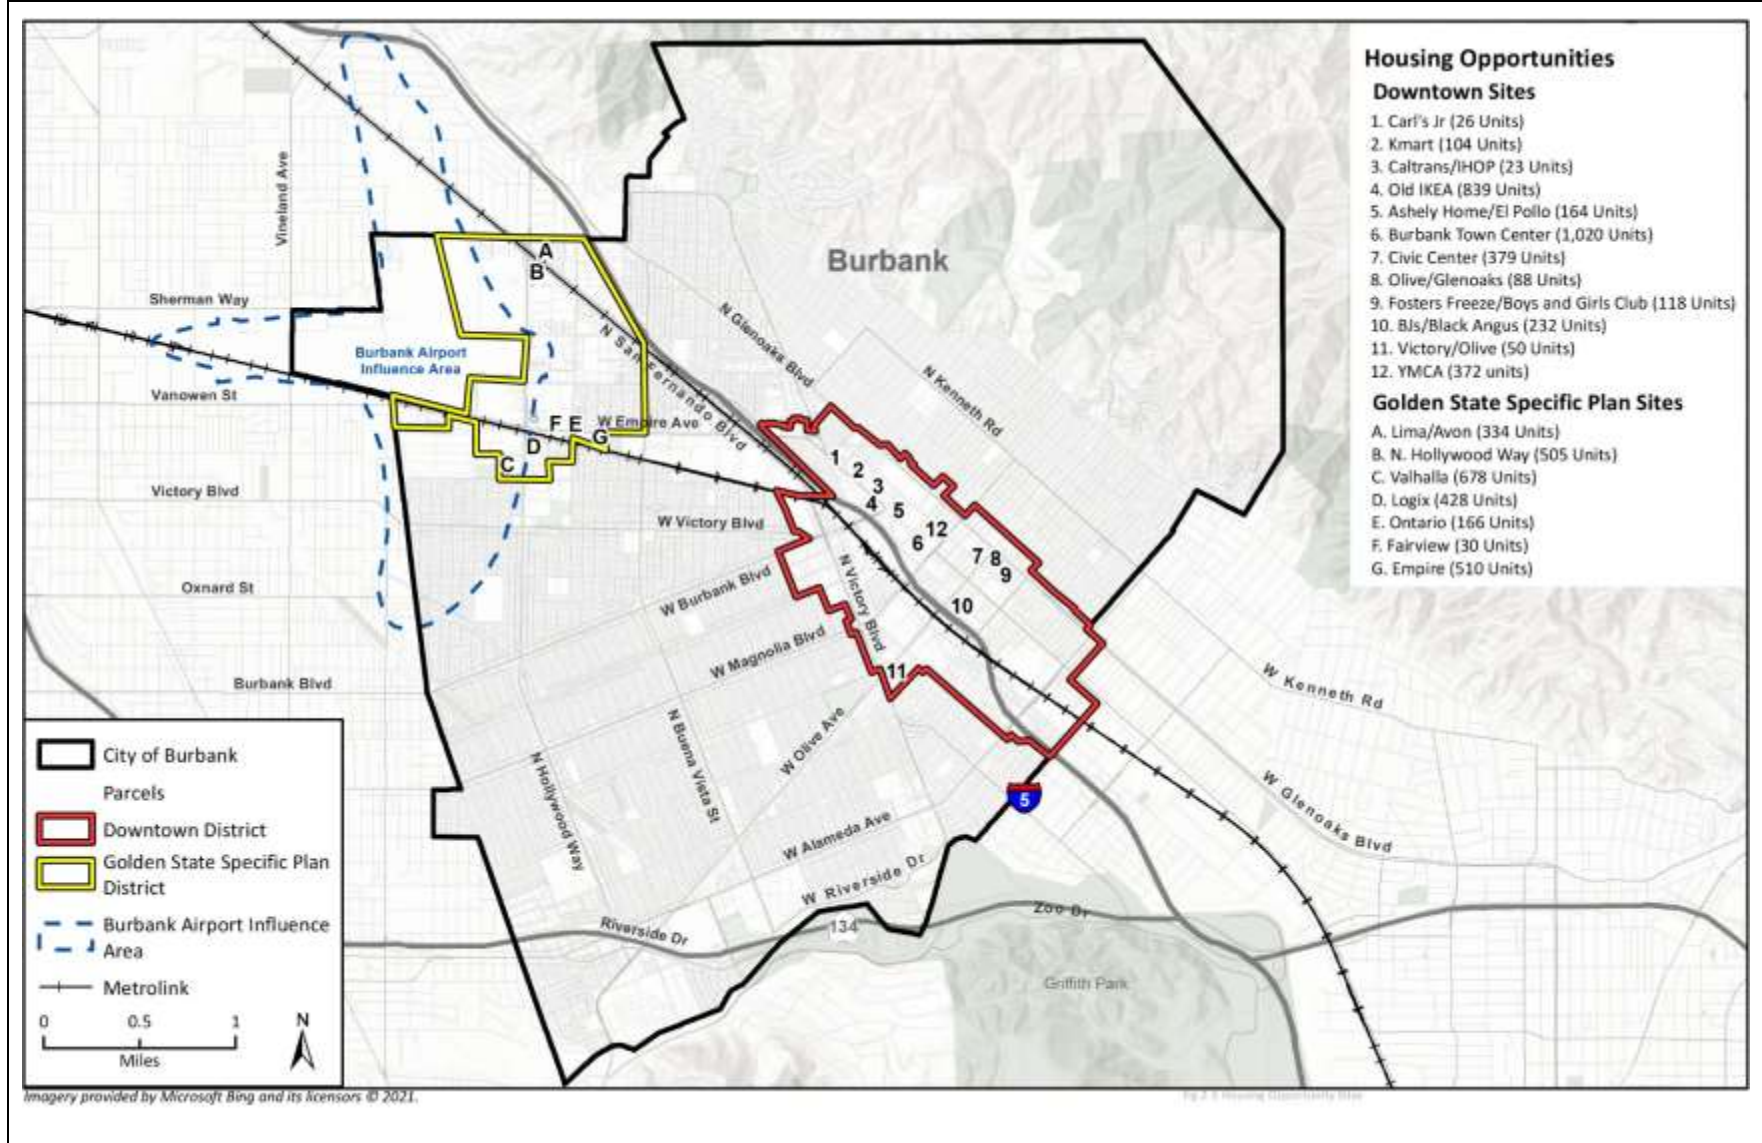 Housing Opportunities
Downtown Sites
1. Carl's Jr (26 Units)
2. Kmart (104 Units)
3. Caltrans/IHOP (23 Units)
4. Old IKEA (839 Units)
5. Ashely Home/El Pollo (164 Units)
6. Burbank Town Center (1,020 Units)
7. Civic Center (379 Units)
8. Olive/Glenoaks (88 Units)
9. Fosters Freeze/Boys and Girls Club (118 Units)
10. BJs/Black Angus (232 Units)
11. Victory/Olive (50 Units)
12. YMCA (372 units)
Golden State Specific Plan Sites
A. Lima/Avon (334 Units)
B. N. Hollywood Way (505 Units)
C. Valhalla (678 Units)
D. Logix (428 Units)
E. Ontario (166 Units)
F. Fairview (30 Units)
G. Empire (510 Units)
Burbank
Vineland Ave
A
B
Sherman Way
N San Fernando Blvd
N Glenoaks Blvd
N Kenneth Rd
Burbank Airport
Influence Area
Vanowen St
F
E
G
W Empire Ave
D
C
Victory Blvd
W Victory Blvd
1
2
3
4
5
12
6
7
8
9
10
11
Oxnard St
W Burbank Blvd
N Victory Blvd
W Magnolia Blvd
Burbank Blvd
W Kenneth Rd
W Olive Ave
N Buena Vista St
N Hollywood Way
W Glenoaks Blvd
5
W Alameda Ave
W Riverside Dr
Riverside Dr
134
Zoo Dr
Griffith Park
City of Burbank
Parcels
Downtown District
Golden State Specific Plan
District
Burbank Airport Influence
Area
Metrolink
0 0.5 1
Miles
N
Imagery provided by Microsoft Bing and its licensors © 2021.
Housing Opportunity Sites